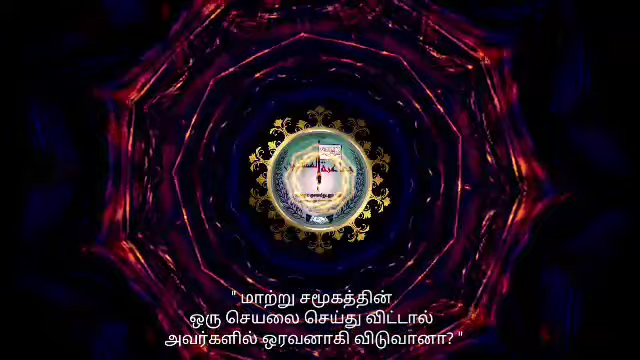 " மாற்று சமூகத்தின்
ஒரு செயலை செய்து விட்டால்
அவர்களில் ஒரவனாகி விடுவானா? "